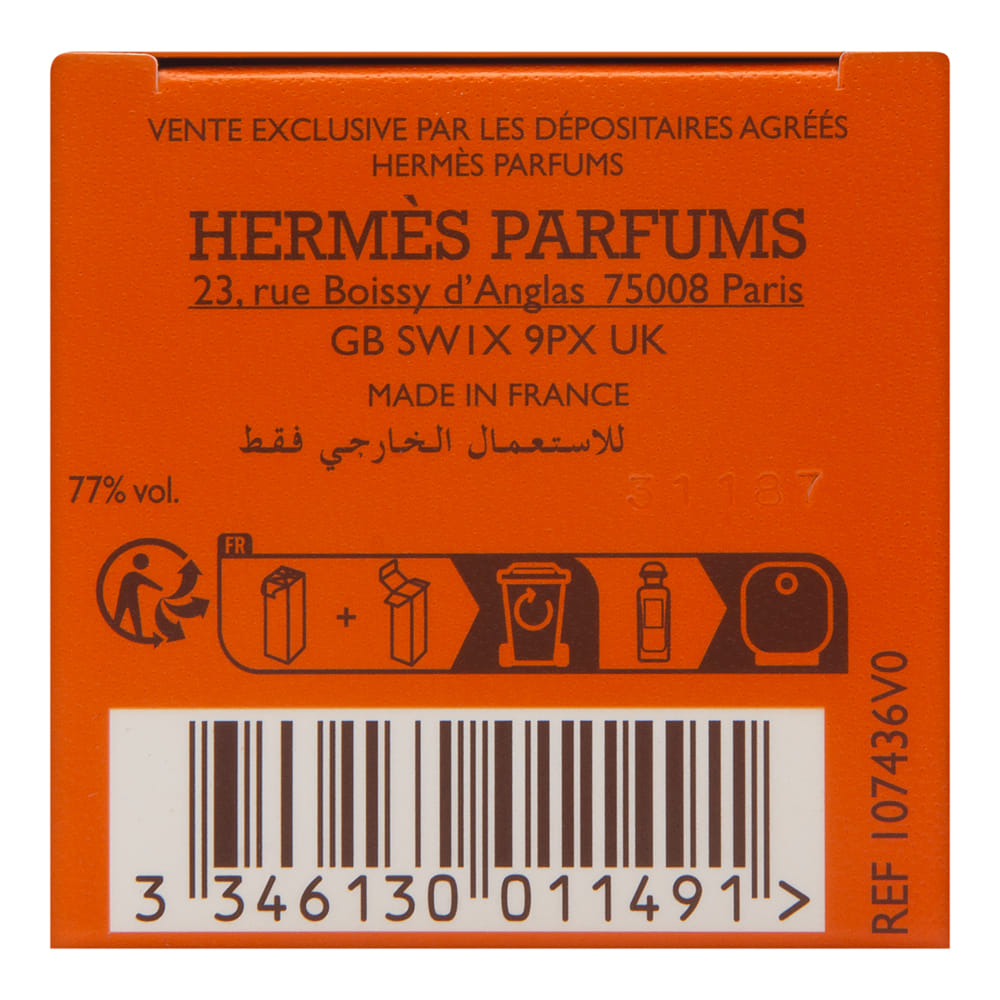 VENTE EXCLUSIVE PAR LES DÉPOSITAIRES AGRÉÉS
HERMÈS PARFUMS
HERMÈS PARFUMS
23, rue Boissy d'Anglas 75008 Paris
GB SW1X 9PX UK
MADE IN FRANCE
للاستعمال الخارجي فقط
77% vol.
31187
FR
+
3 346130 011491 >
REF 107436V0